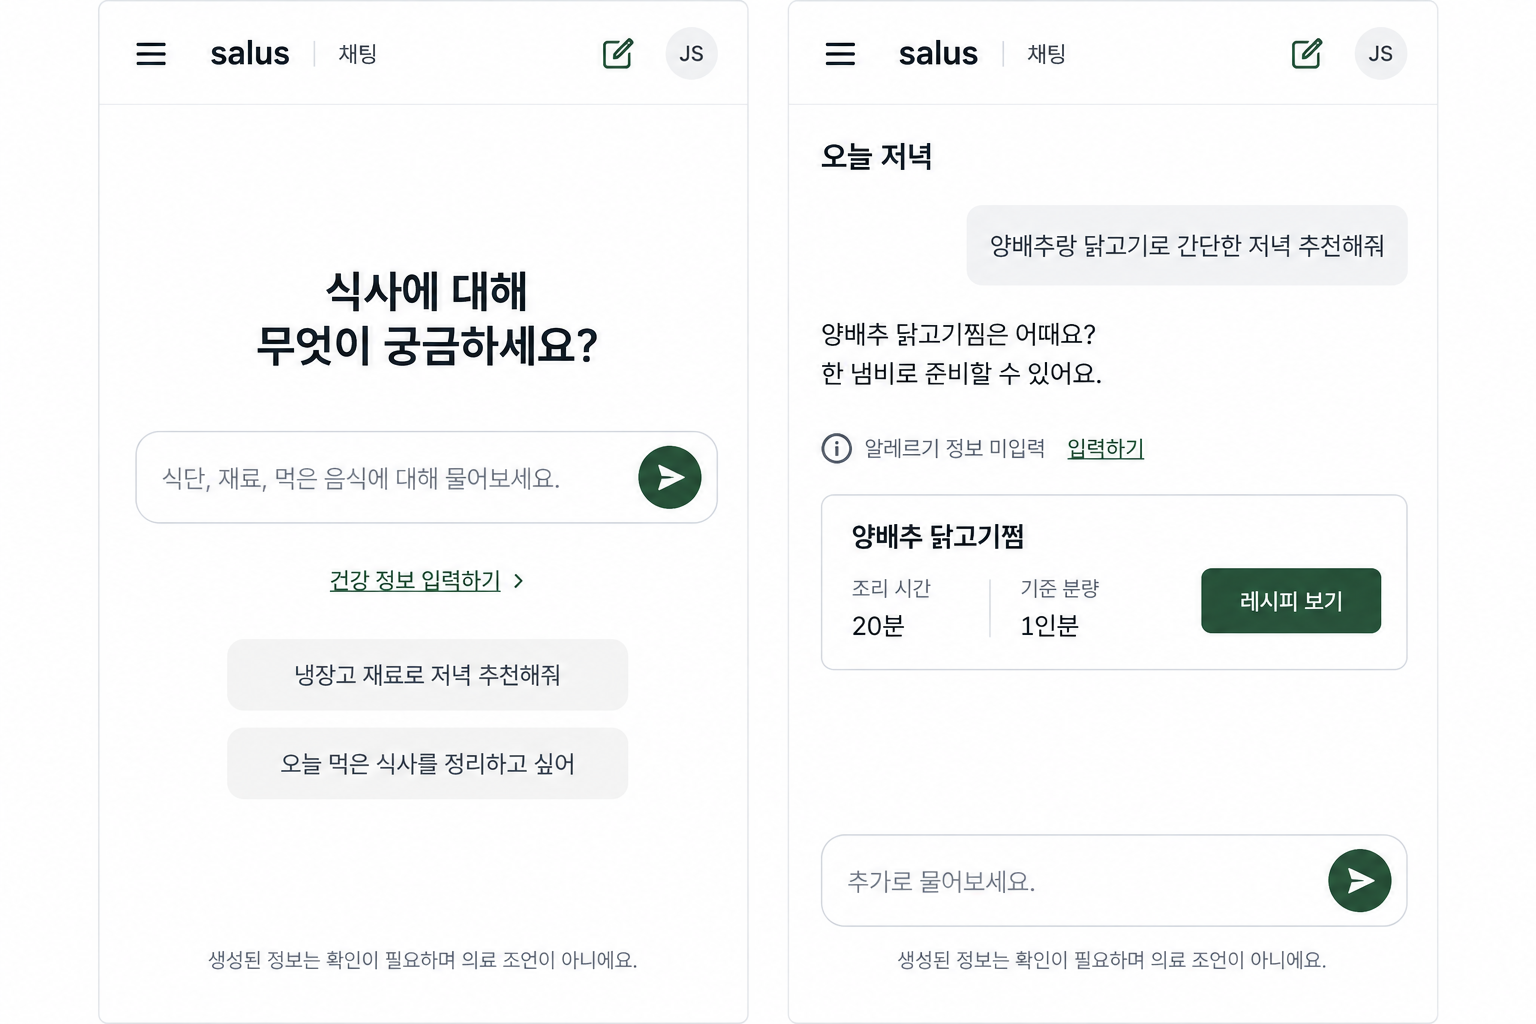 salus
채팅
JS
식사에 대해
무엇이 궁금하세요?
식단, 재료, 먹은 음식에 대해 물어보세요.
건강 정보 입력하기
냉장고 재료로 저녁 추천해줘
오늘 먹은 식사를 정리하고 싶어
생성된 정보는 확인이 필요하며 의료 조언이 아니에요.
salus
채팅
JS
오늘 저녁
양배추랑 닭고기로 간단한 저녁 추천해줘
양배추 닭고기찜은 어때요?
한 냄비로 준비할 수 있어요.
알레르기 정보 미입력 입력하기
양배추 닭고기쩜
조리 시간
20분
기준 분량
1인분
레시피 보기
추가로 물어보세요.
생성된 정보는 확인이 필요하며 의료 조언이 아니에요.